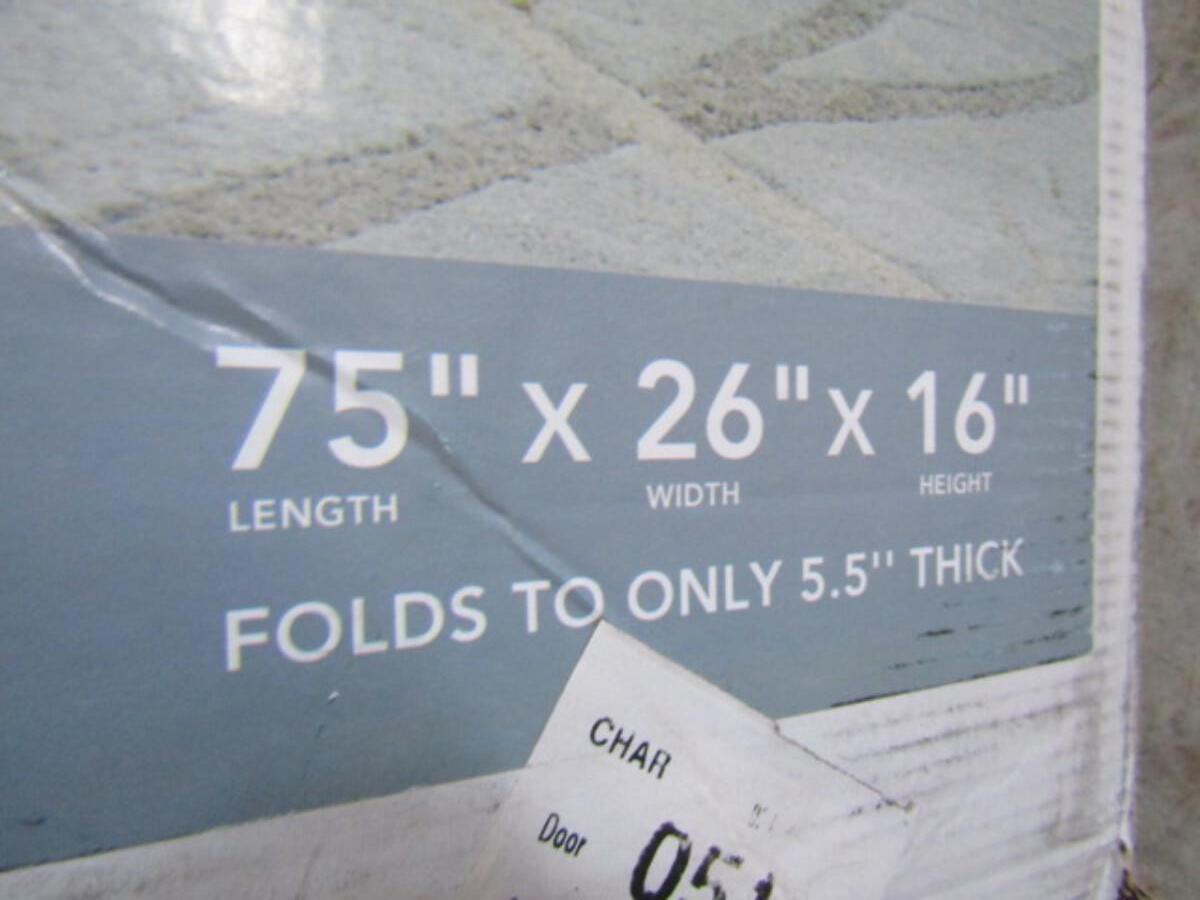 75" x 26" x 16"
LENGTH WIDTH HEIGHT
FOLDS TO ONLY 5.5'' THICK
CHAR
Door